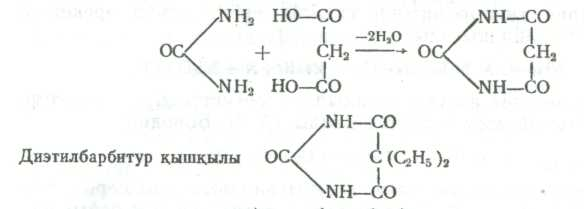 NH₂ HO—CO NH—CO
OC + CH₂ —2H₂O OC CH₂
NH₂ HO—CO NH—CO
NH—CO
Диэтилбарбитур қышқылы OC C(C₂H₅)₂
NH—CO